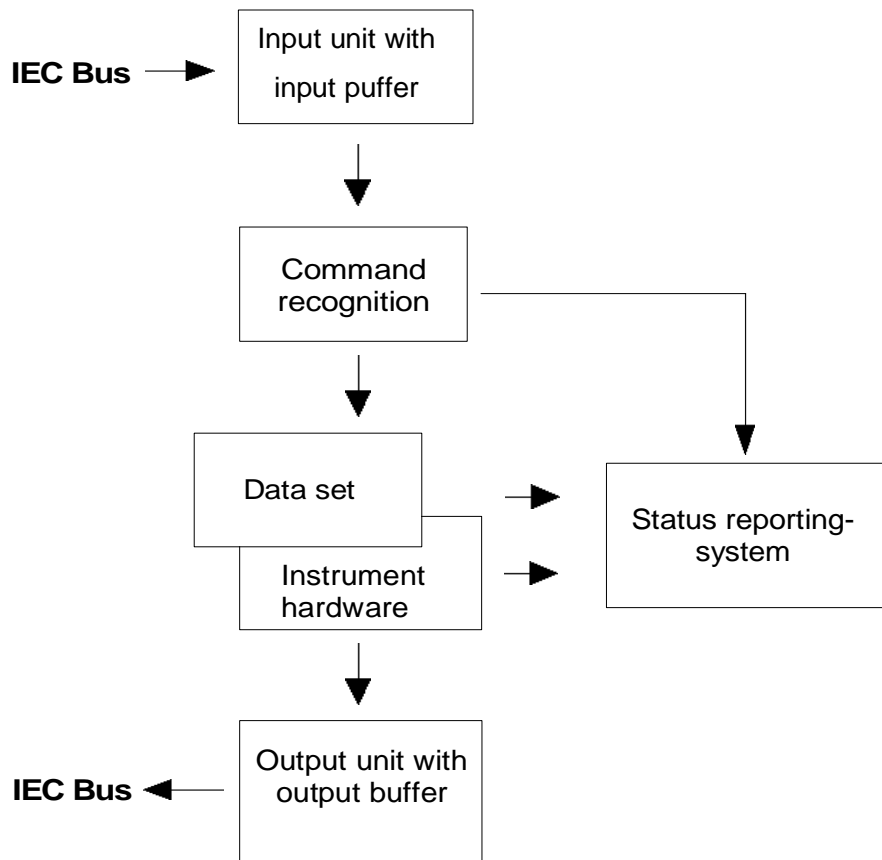 Input unit with
input puffer
IEC Bus
Command
recognition
Data set
Instrument
hardware
Status reporting-
system
Output unit with
output buffer
IEC Bus